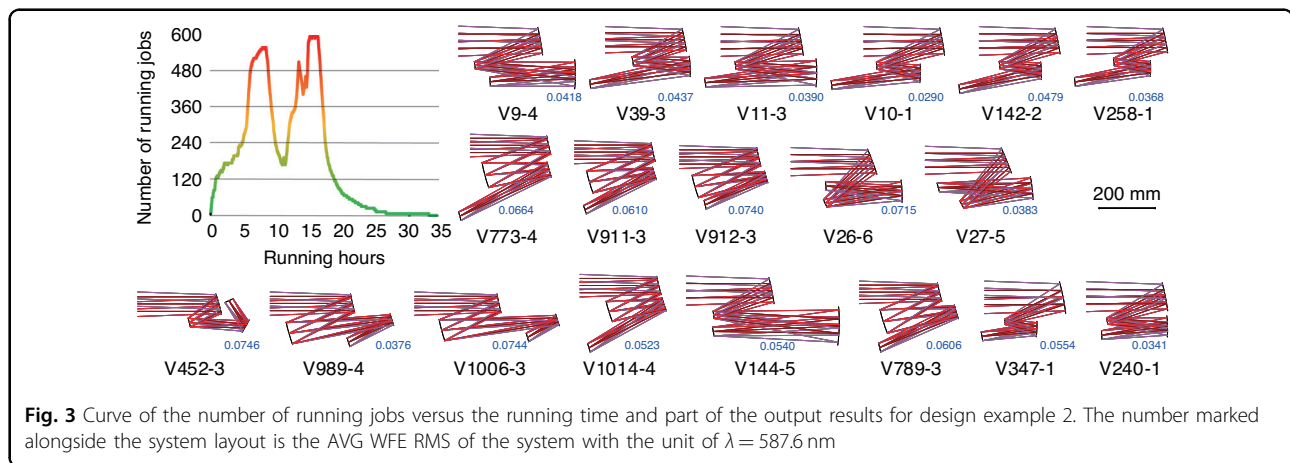 Number of running jobs
600
480
360
240
120
0
0 5 10 15 20 25 30 35
Running hours
0.0418 0.0437 0.0390 0.0290 0.0479 0.0368
V9-4 V39-3 V11-3 V10-1 V142-2 V258-1
0.0664 0.0610 0.0740 0.0715 0.0383
V773-4 V911-3 V912-3 V26-6 V27-5
200 mm
0.0746 0.0376 0.0744 0.0523 0.0540 0.0606 0.0554 0.0341
V452-3 V989-4 V1006-3 V1014-4 V144-5 V789-3 V347-1 V240-1
Fig. 3 Curve of the number of running jobs versus the running time and part of the output results for design example 2. The number marked
alongside the system layout is the AVG WFE RMS of the system with the unit of λ = 587.6 nm